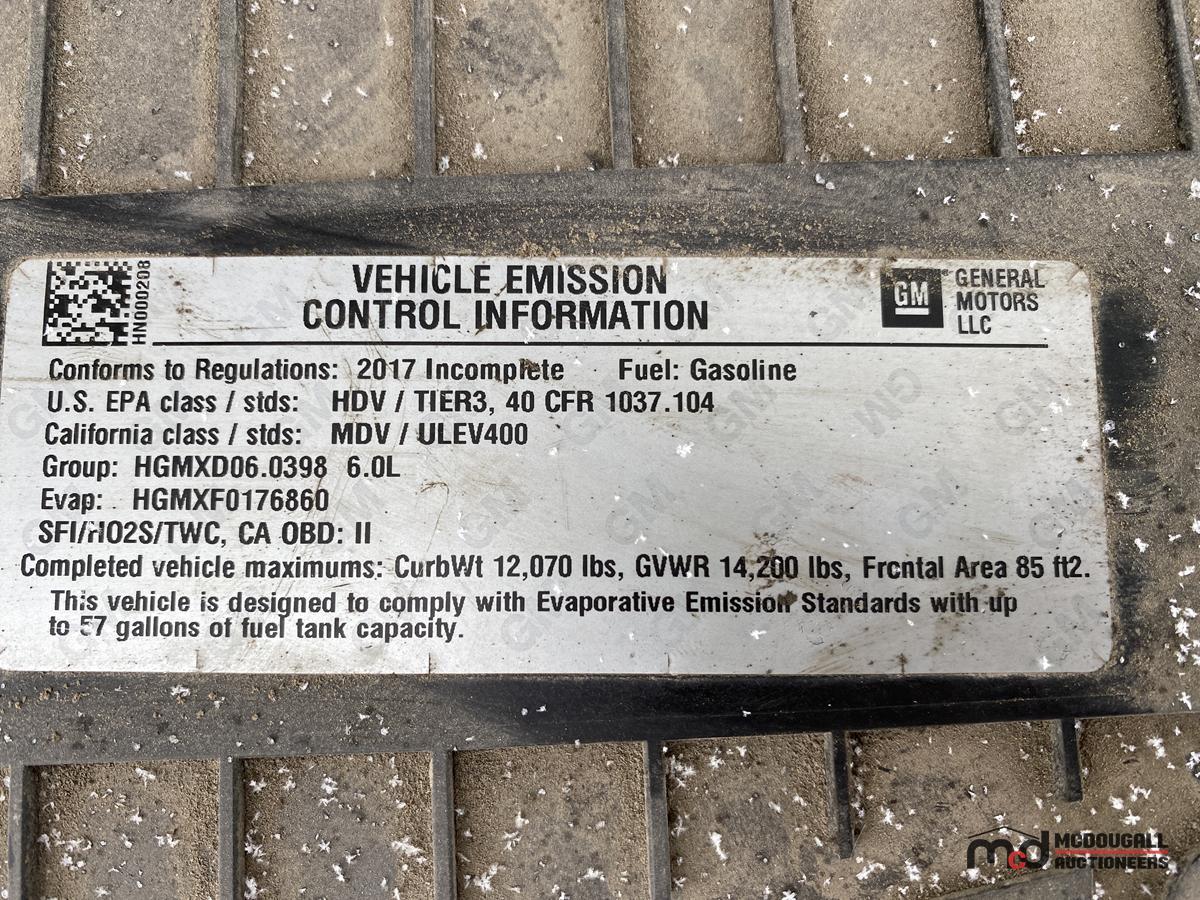 HN000208
VEHICLE EMISSION
CONTROL INFORMATION
GM
GENERAL
MOTORS
LLC
Conforms to Regulations: 2017 Incomplete Fuel: Gasoline
U.S. EPA class / stds: HDV / TIER3, 40 CFR 1037.104
California class / stds: MDV / ULEV400
Group: HGMXD06.0398 6.0L
Evap: HGMXF0176860
SFI/HO2S/TWC, CA OBD: II
Completed vehicle maximums: CurbWt 12,070 lbs, GVWR 14,200 lbs, Frontal Area 85 ft2.
This vehicle is designed to comply with Evaporative Emission Standards with up
to 57 gallons of fuel tank capacity.
mcd MCDOUGALL
AUCTIONEERS